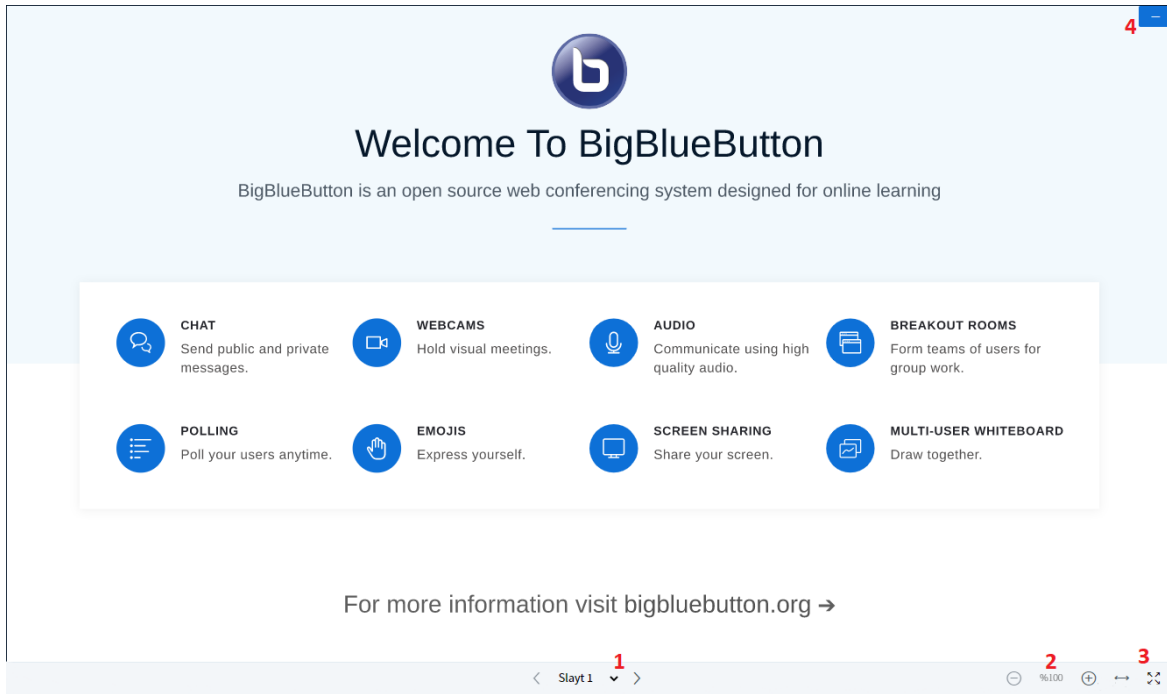 4
Welcome To BigBlueButton
BigBlueButton is an open source web conferencing system designed for online learning
CHAT
Send public and private
messages.
WEBCAMS
Hold visual meetings.
AUDIO
Communicate using high
quality audio.
BREAKOUT ROOMS
Form teams of users for
group work.
POLLING
Poll your users anytime.
EMOJIS
Express yourself.
SCREEN SHARING
Share your screen.
MULTI-USER WHITEBOARD
Draw together.
For more information visit bigbluebutton.org ➔
1
2
3
Slayt 1
%100